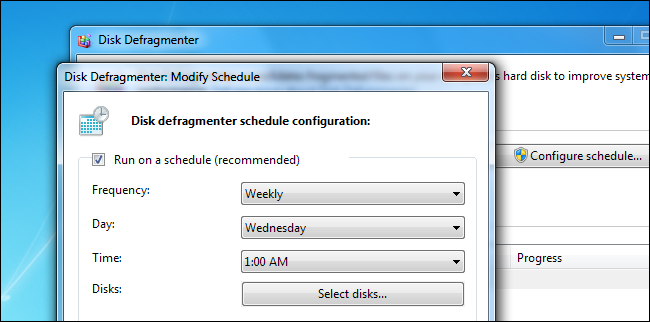 Disk Defragmenter
Disk Defragmenter: Modify Schedule
hard disk to improve system
Disk defragmenter schedule configuration:
Run on a schedule (recommended)
Configure schedule...
Frequency:
Weekly
Day:
Wednesday
Time:
1:00 AM
Progress
Disks:
Select disks...